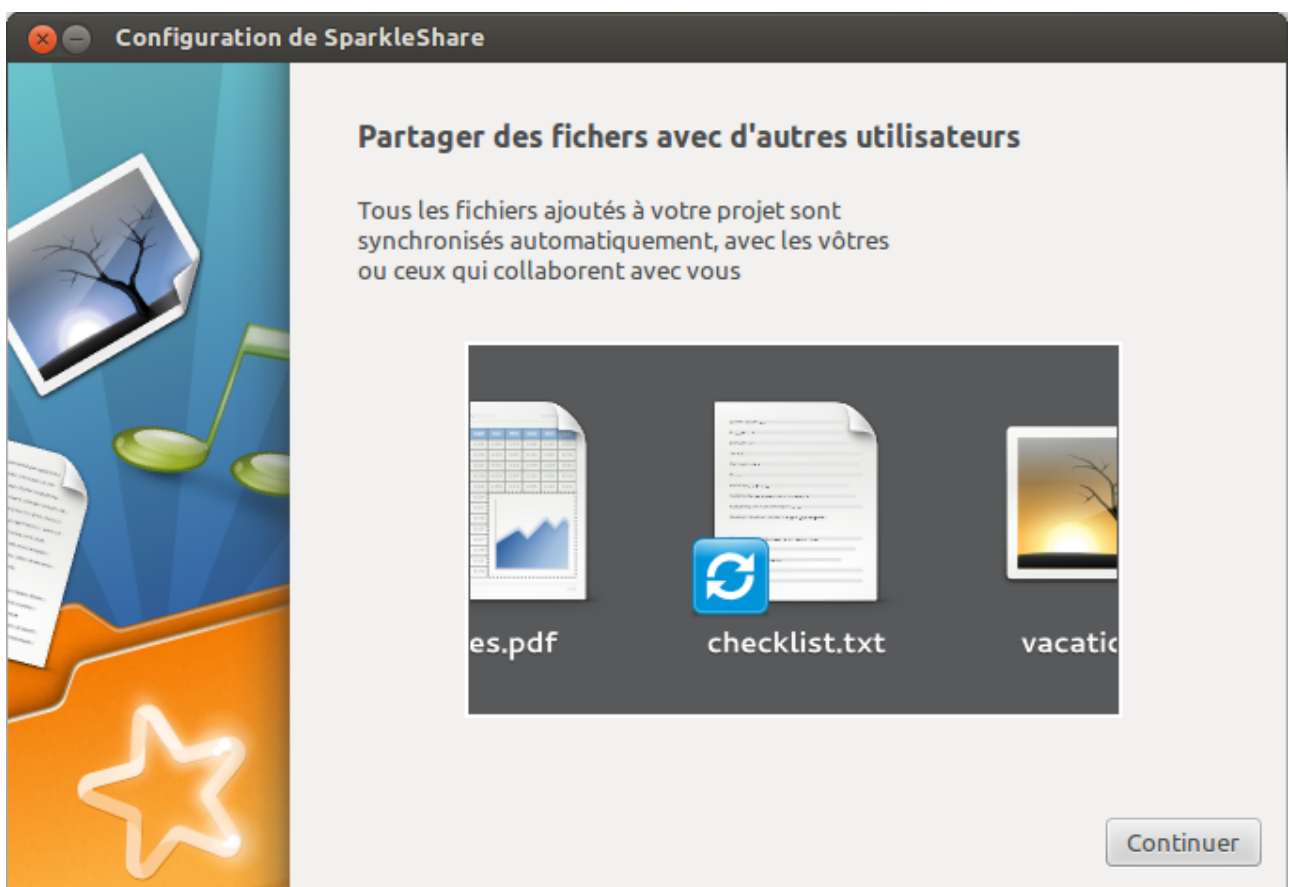 Configuration de SparkleShare
Partager des fichers avec d'autres utilisateurs
Tous les fichiers ajoutés à votre projet sont
synchronisés automatiquement, avec les vôtres
ou ceux qui collaborent avec vous
es.pdf
checklist.txt
vacatic
Continuer